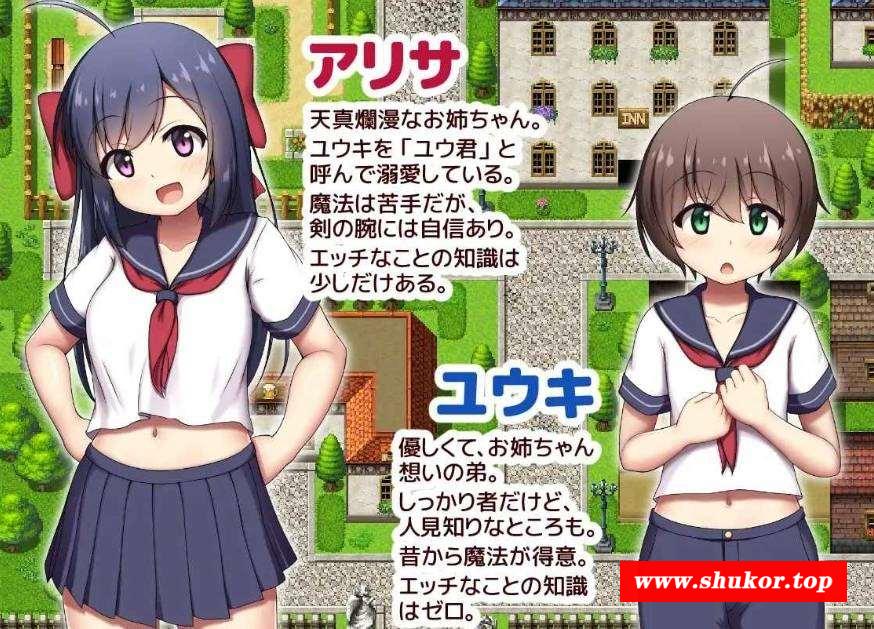 アリサ
天真爛漫なお姉ちゃん。
ユウキを「ユウ君」と
呼んで溺愛している。
魔法は苦手だが、
剣の腕には自信あり。
エッチなことの知識は
少しだけある。
INN
ユウキ
優しくて、お姉ちゃん
想いの弟。
しっかり者だけど、
人見知りなところも。
昔から魔法が得意。
エッチなことの知識
はゼロ。
www.shukor.top